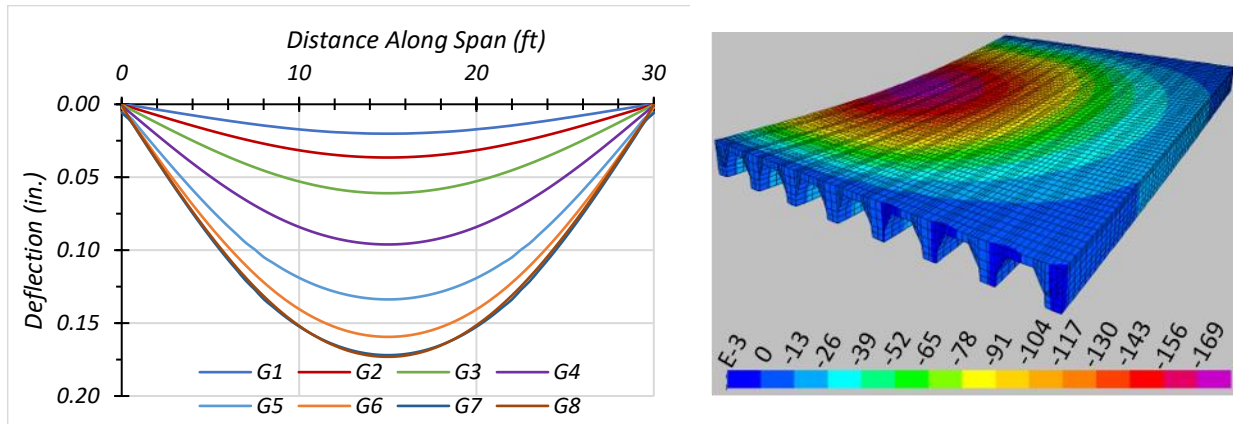 Distance Along Span (ft)
0 10 20 30
0.00
0.05
0.10
0.15
0.20
Deflection (in.)
G1 G2 G3 G4
G5 G6 G7 G8
E-3 0 -13 -26 -39 -52 -65 -78 -91 -104 -117 -130 -143 -156 -169